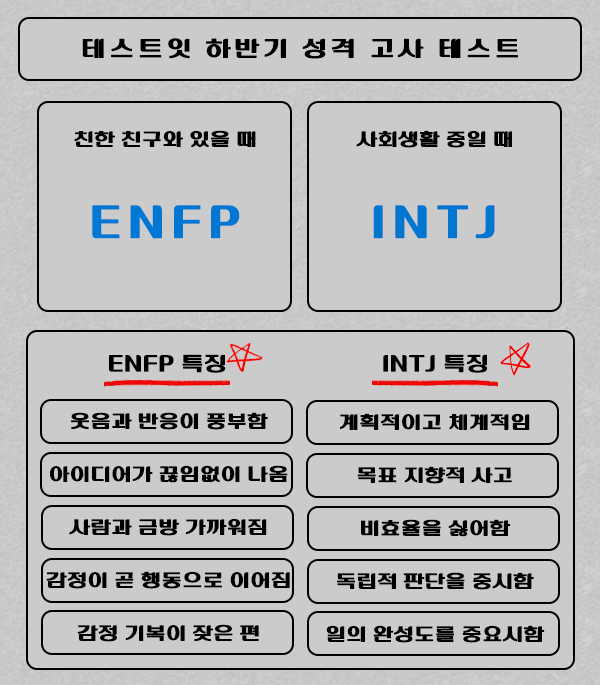 테스트잇 하반기 성격 고사 테스트
친한 친구와 있을 때
ENFP
사회생활 중일 때
INTJ
ENFP 특징
웃음과 반응이 풍부함
아이디어가 끊임없이 나옴
사람과 금방 가까워짐
감정이 곧 행동으로 이어짐
감정 기복이 잦은 편
INTJ 특징
계획적이고 체계적임
목표 지향적 사고
비효율을 싫어함
독립적 판단을 중시함
일의 완성도를 중요시함